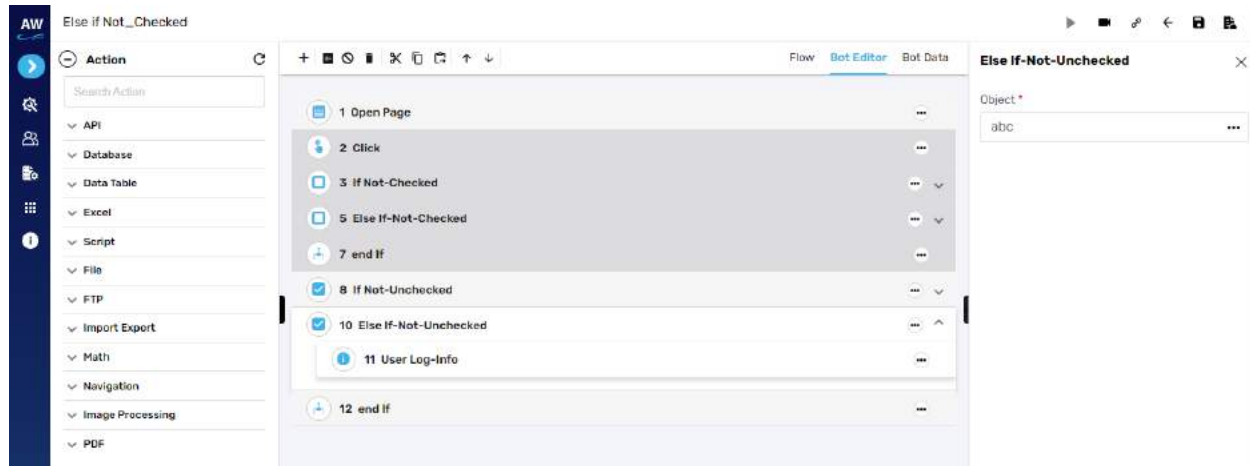 AW
Else if Not_Checked
Action
Search Action
API
Database
Data Table
Excel
Script
File
FTP
Import Export
Math
Navigation
Image Processing
PDF
Flow Bot Editor Bot Data
1 Open Page
2 Click
3 If Not-Checked
5 Else If-Not-Checked
7 end If
8 If Not-Unchecked
10 Else If-Not-Unchecked
11 User Log-Info
12 end If
Else If-Not-Unchecked
Object *
abc